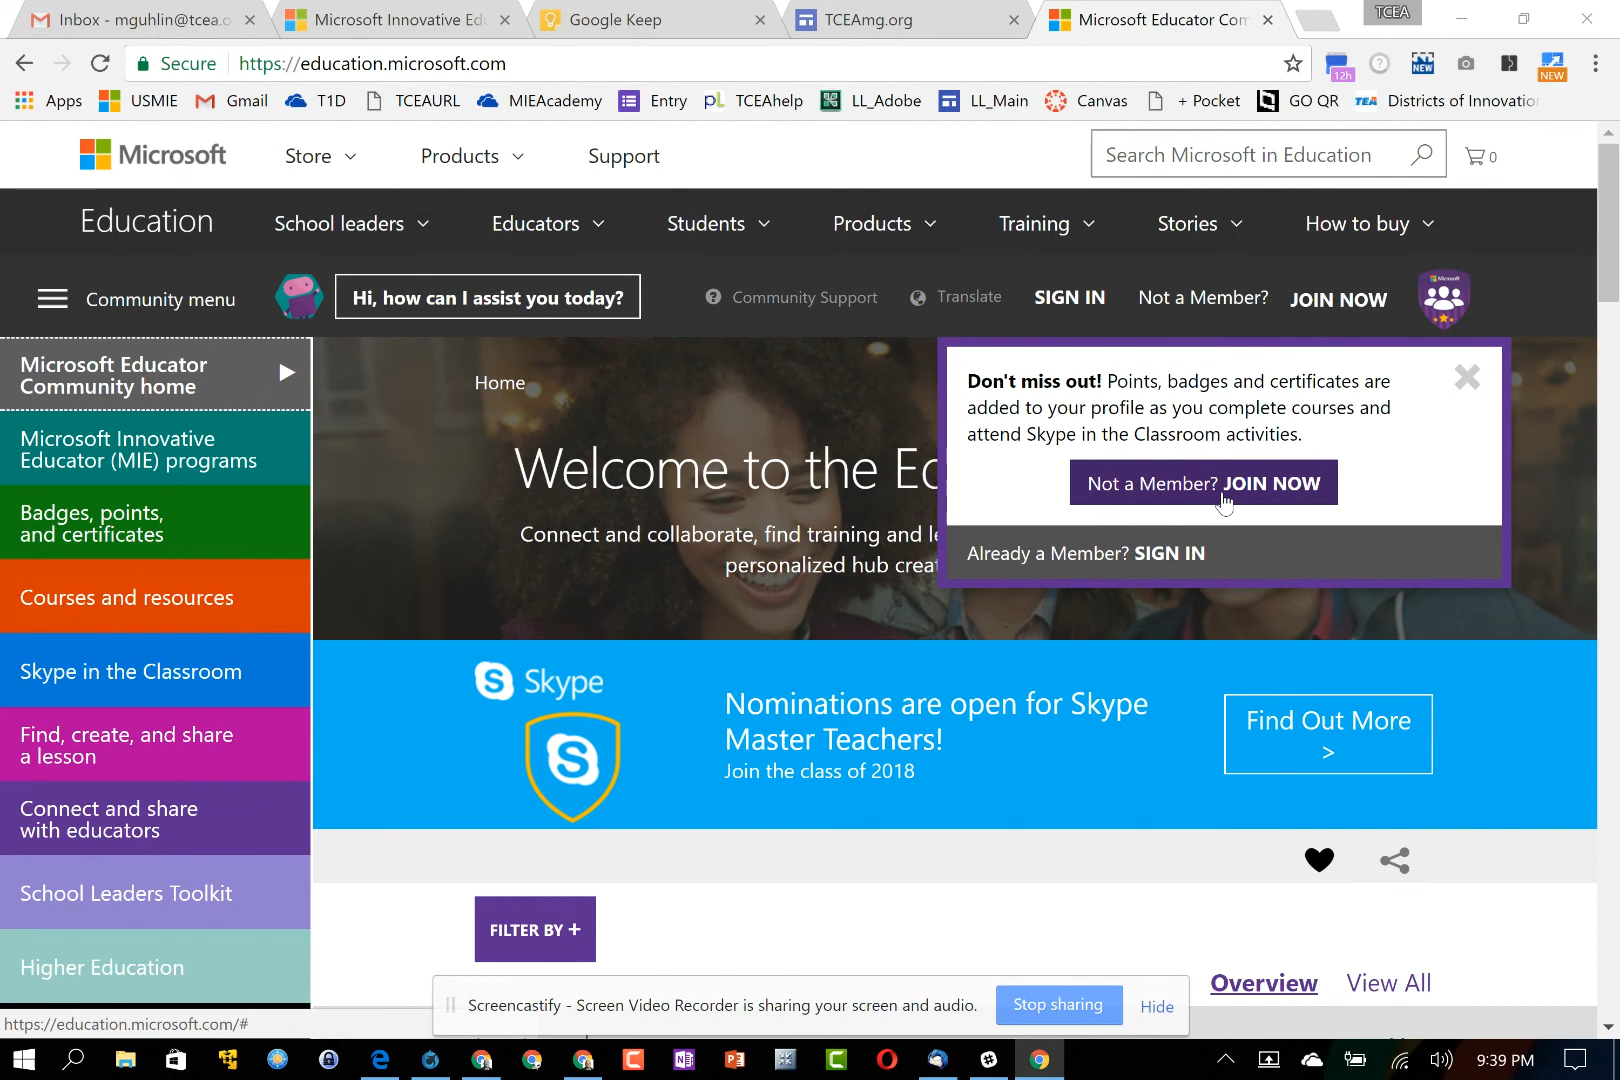 Inbox - mguhlin@tcea.o
Microsoft Innovative Ed
Google Keep
TCEAmg.org
Microsoft Educator Com
TCEA
Secure
https://education.microsoft.com
12h
NEW
NEW
Apps
USMIE
Gmail
T1D
TCEAURL
MIEAcademy
Entry
TCEAhelp
LL_Adobe
LL_Main
Canvas
+ Pocket
GO QR
TEA
Districts of Innovation
Microsoft
Store
Products
Support
Search Microsoft in Education
0
Education
School leaders
Educators
Students
Products
Training
Stories
How to buy
Community menu
Hi, how can I assist you today?
Community Support
Translate
SIGN IN
Not a Member?
JOIN NOW
Microsoft
Microsoft Educator
Community home
Microsoft Innovative
Educator (MIE) programs
Badges, points,
and certificates
Courses and resources
Skype in the Classroom
Find, create, and share
a lesson
Connect and share
with educators
School Leaders Toolkit
Higher Education
Home
Welcome to the Ed
Connect and collaborate, find training and le
personalized hub creat
Don't miss out! Points, badges and certificates are
added to your profile as you complete courses and
attend Skype in the Classroom activities.
Not a Member? JOIN NOW
Already a Member? SIGN IN
Skype
Nominations are open for Skype
Master Teachers!
Join the class of 2018
Find Out More
>
FILTER BY +
Overview
View All
Screencastify - Screen Video Recorder is sharing your screen and audio.
Stop sharing
Hide
https://education.microsoft.com/#
9:39 PM